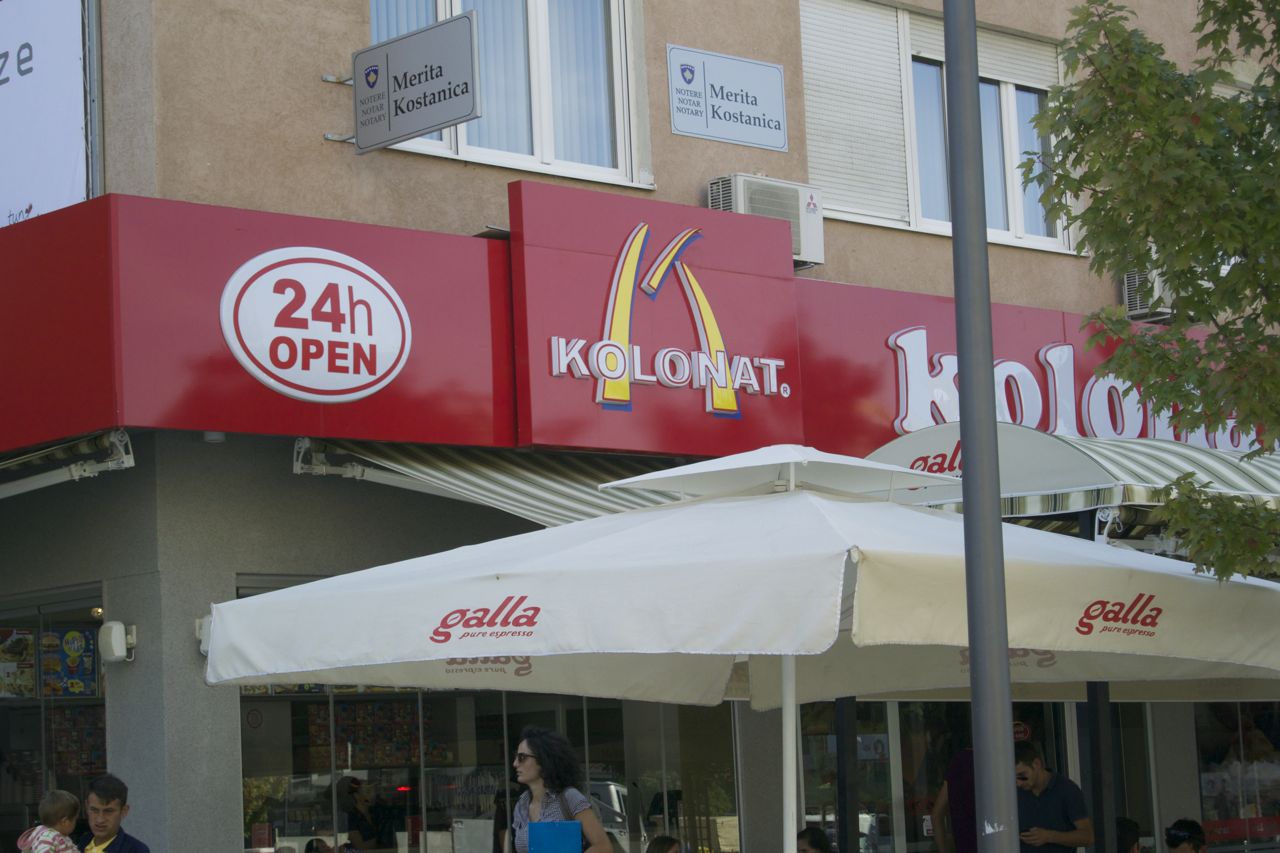 ze
NOTERE
NOTAR
NOTARY
Merita
Kostanica
NOTERE
NOTAR
NOTARY
Merita
Kostanica
24h
OPEN
KOLONAT®
galla
galla
pure espresso
galla
pure espresso